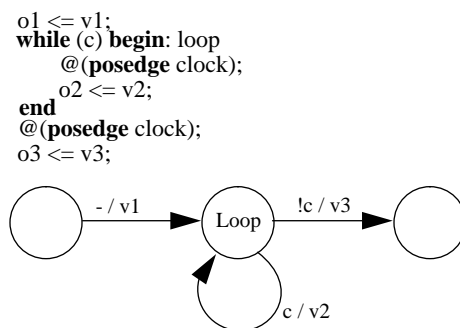 o1 <= v1;
while (c) begin: loop
@(posedge clock);
o2 <= v2;
end
@(posedge clock);
o3 <= v3;
- / v1
!c / v3
Loop
c / v2